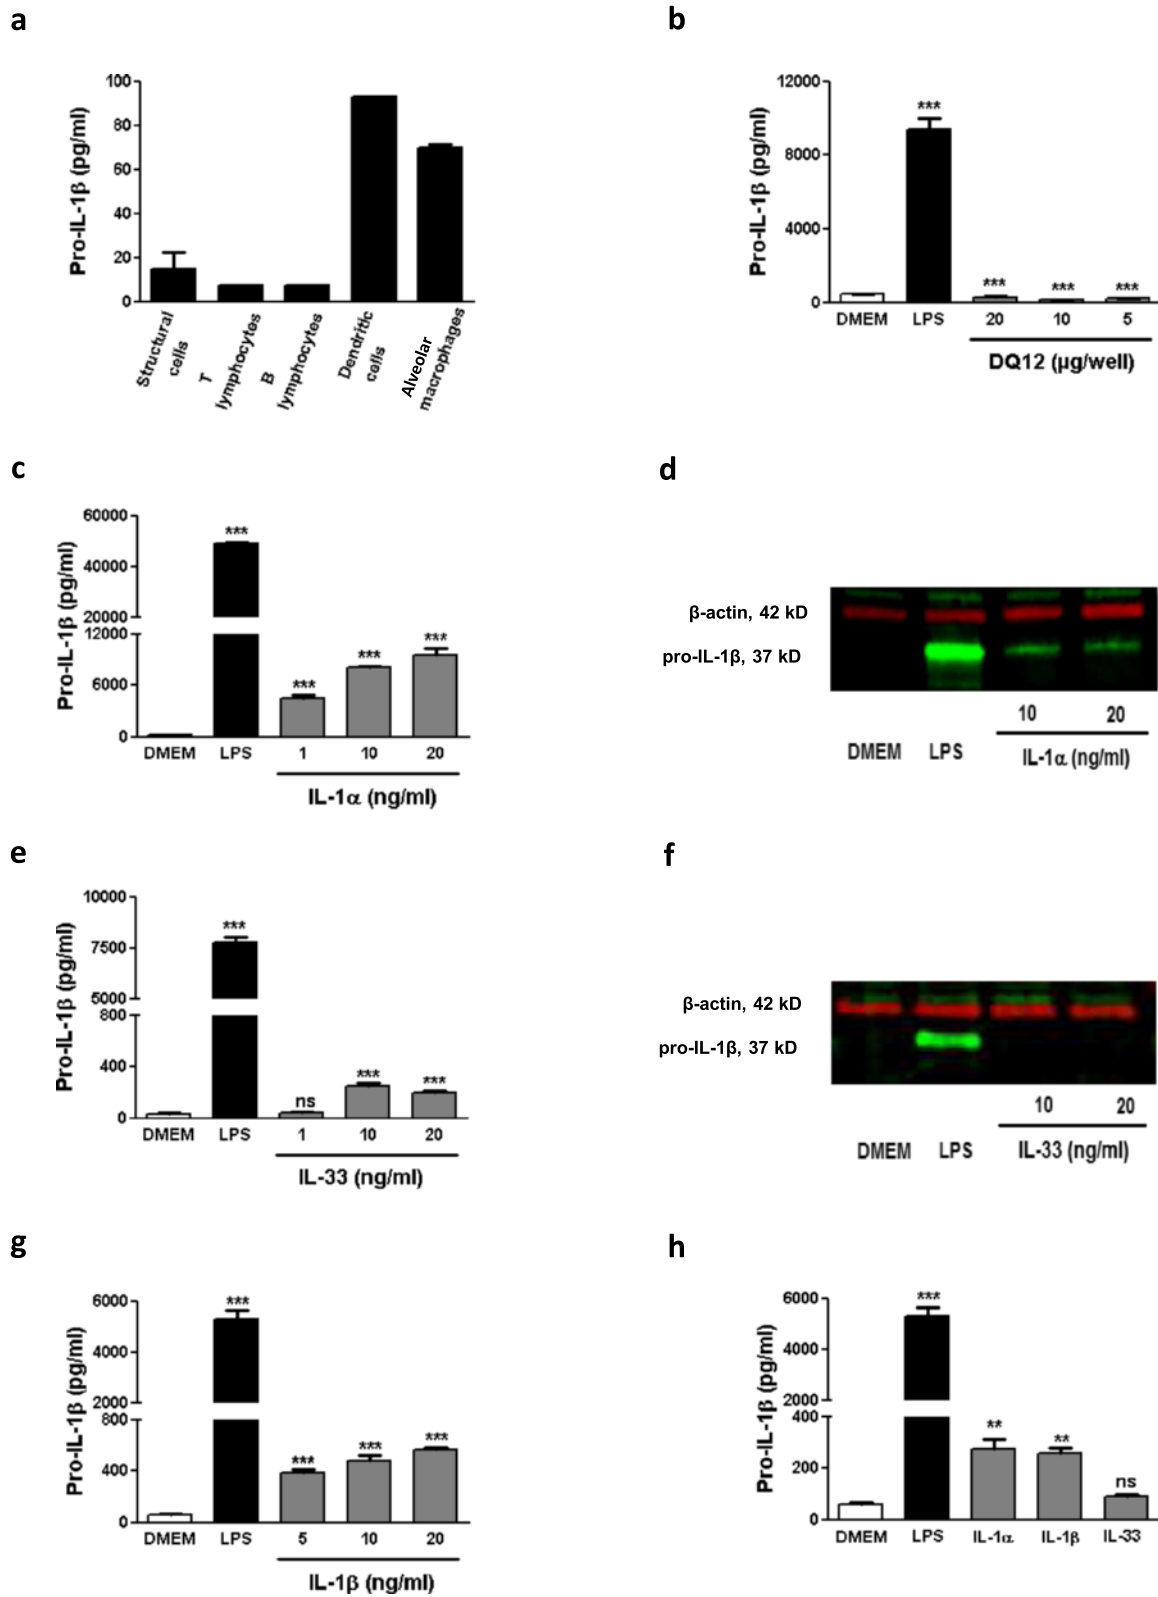 a
Pro-IL-1β (pg/ml)
100
80
60
40
20
0
Structural
cells
T
lymphocytes
B
lymphocytes
Dendritic
cells
Alveolar
macrophages
b
Pro-IL-1β (pg/ml)
12000
8000
4000
0
***
*** *** ***
DMEM LPS 20 10 5
DQ12 (µg/well)
c
Pro-IL-1β (pg/ml)
60000
40000
20000
12000
6000
0
***
*** *** ***
DMEM LPS 1 10 20
IL-1α (ng/ml)
d
β-actin, 42 kD
pro-IL-1β, 37 kD
10 20
DMEM LPS IL-1α (ng/ml)
e
Pro-IL-1β (pg/ml)
10000
7500
5000
800
400
0
***
ns *** ***
DMEM LPS 1 10 20
IL-33 (ng/ml)
f
β-actin, 42 kD
pro-IL-1β, 37 kD
10 20
DMEM LPS IL-33 (ng/ml)
g
Pro-IL-1β (pg/ml)
6000
4000
2000
800
400
0
***
*** *** ***
DMEM LPS 5 10 20
IL-1β (ng/ml)
h
Pro-IL-1β (pg/ml)
6000
4000
2000
400
200
0
***
** ** ns
DMEM LPS IL-1α IL-1β IL-33